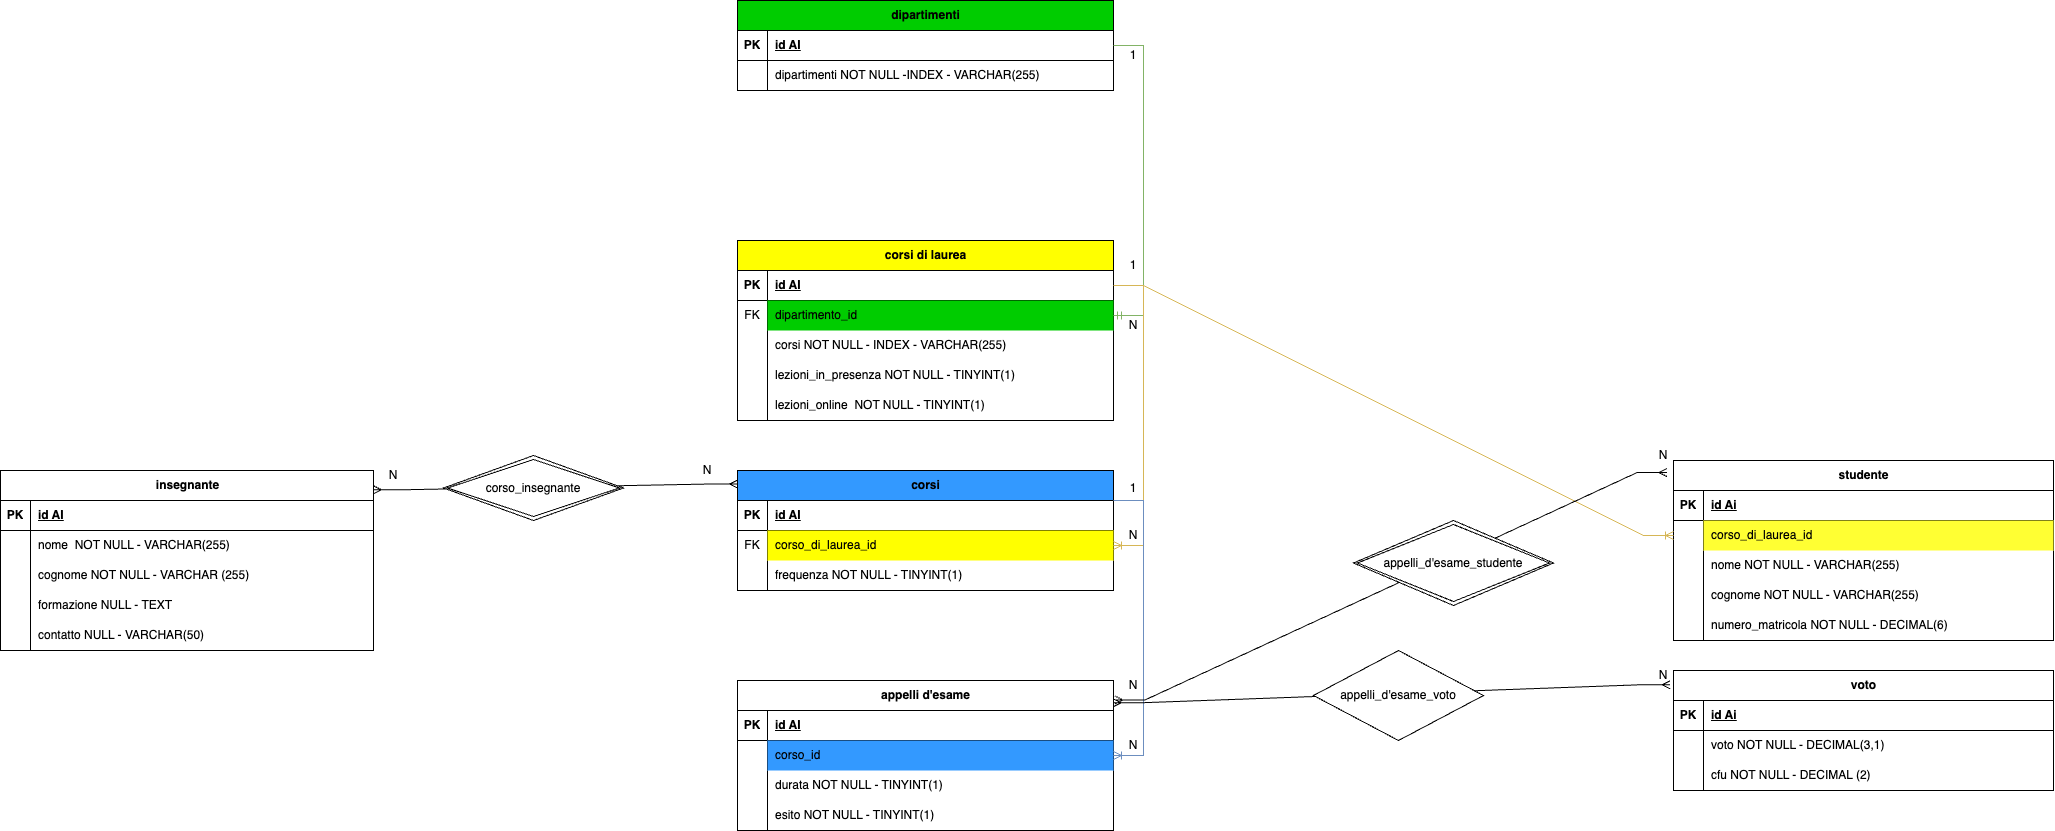 dipartimenti
PK id AI
dipartimenti NOT NULL -INDEX - VARCHAR(255)
1
corsi di laurea
1
PK id AI
FK dipartimento_id
N
corsi NOT NULL - INDEX - VARCHAR(255)
lezioni_in_presenza NOT NULL - TINYINT(1)
lezioni_online  NOT NULL - TINYINT(1)
insegnante
PK id AI
nome  NOT NULL - VARCHAR(255)
cognome NOT NULL - VARCHAR (255)
formazione NULL - TEXT
contatto NULL - VARCHAR(50)
N
corso_insegnante
N
corsi
1
PK id AI
FK corso_di_laurea_id
N
frequenza NOT NULL - TINYINT(1)
N
studente
PK id Ai
corso_di_laurea_id
nome NOT NULL - VARCHAR(255)
cognome NOT NULL - VARCHAR(255)
numero_matricola NOT NULL - DECIMAL(6)
appelli_d'esame_studente
appelli d'esame
N
PK id AI
corso_id
N
durata NOT NULL - TINYINT(1)
esito NOT NULL - TINYINT(1)
appelli_d'esame_voto
N
voto
PK id Ai
voto NOT NULL - DECIMAL(3,1)
cfu NOT NULL - DECIMAL (2)